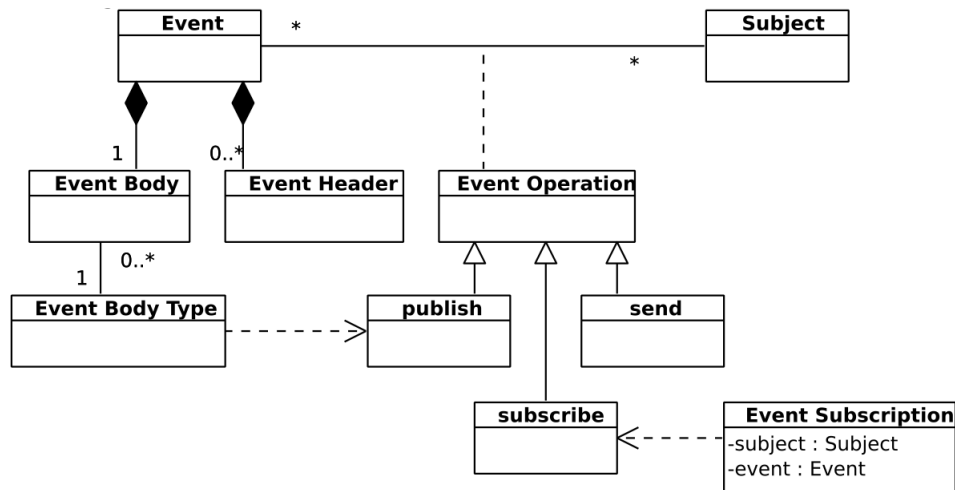 Event
*
*
Subject
1
0..*
Event Body
Event Header
Event Operation
0..*
1
Event Body Type
publish
send
subscribe
Event Subscription
-subject : Subject
-event : Event